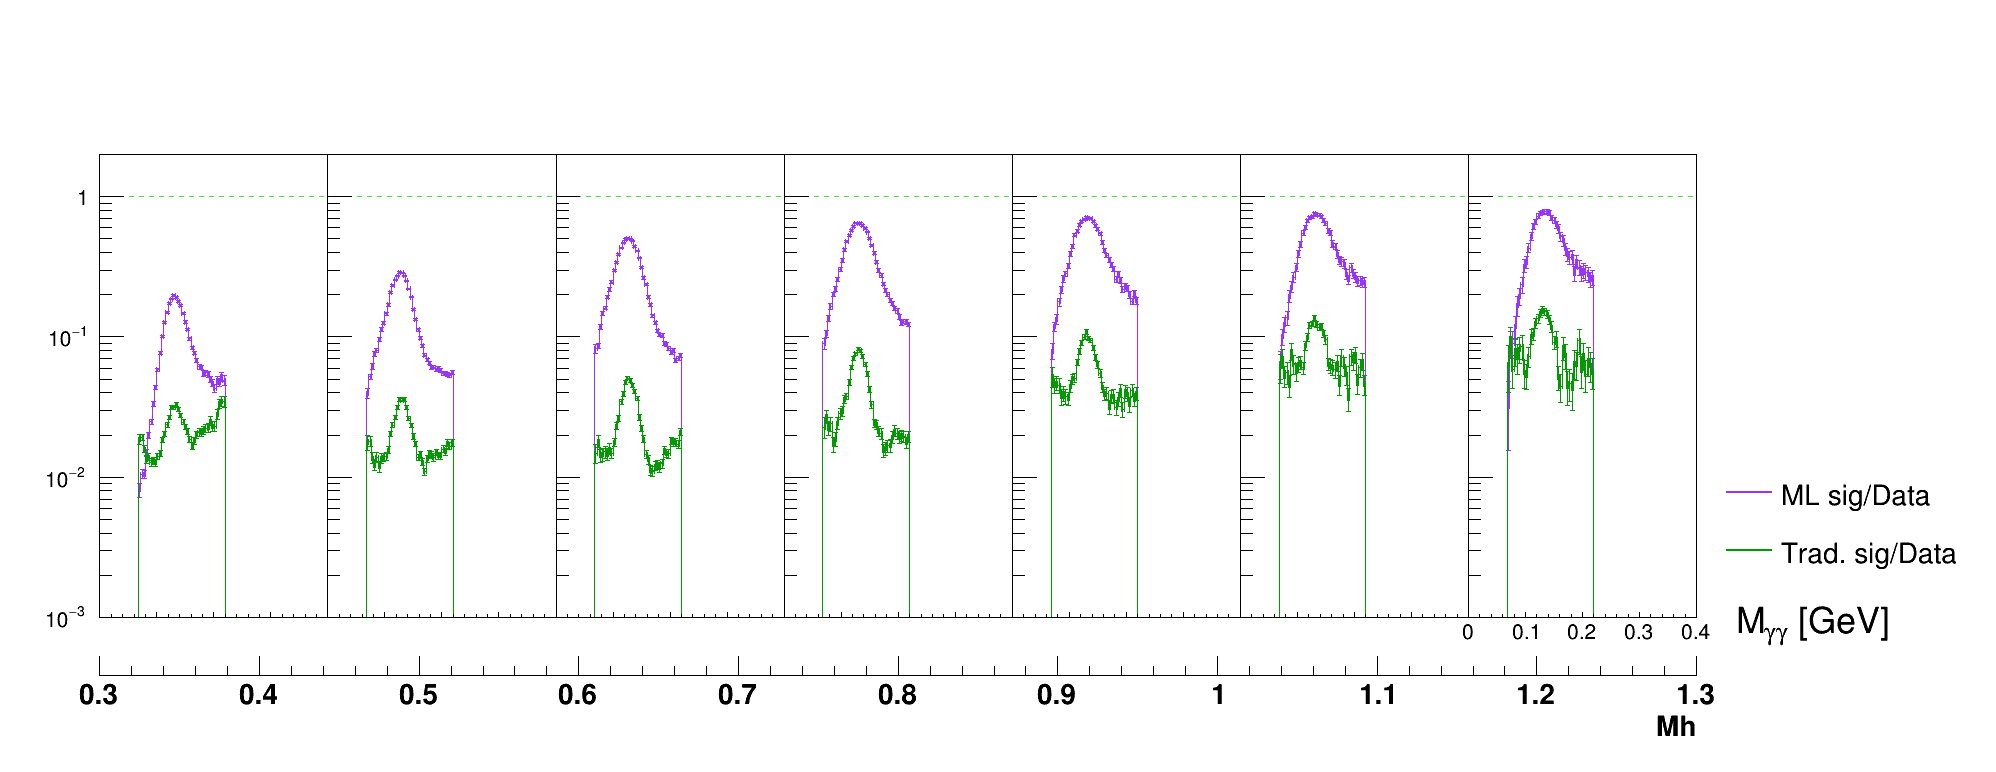 1
10⁻¹
10⁻²
10⁻³
ML sig/Data
Trad. sig/Data
0 0.1 0.2 0.3 0.4
Mγγ [GeV]
0.3 0.4 0.5 0.6 0.7 0.8 0.9 1 1.1 1.2 1.3
Mh